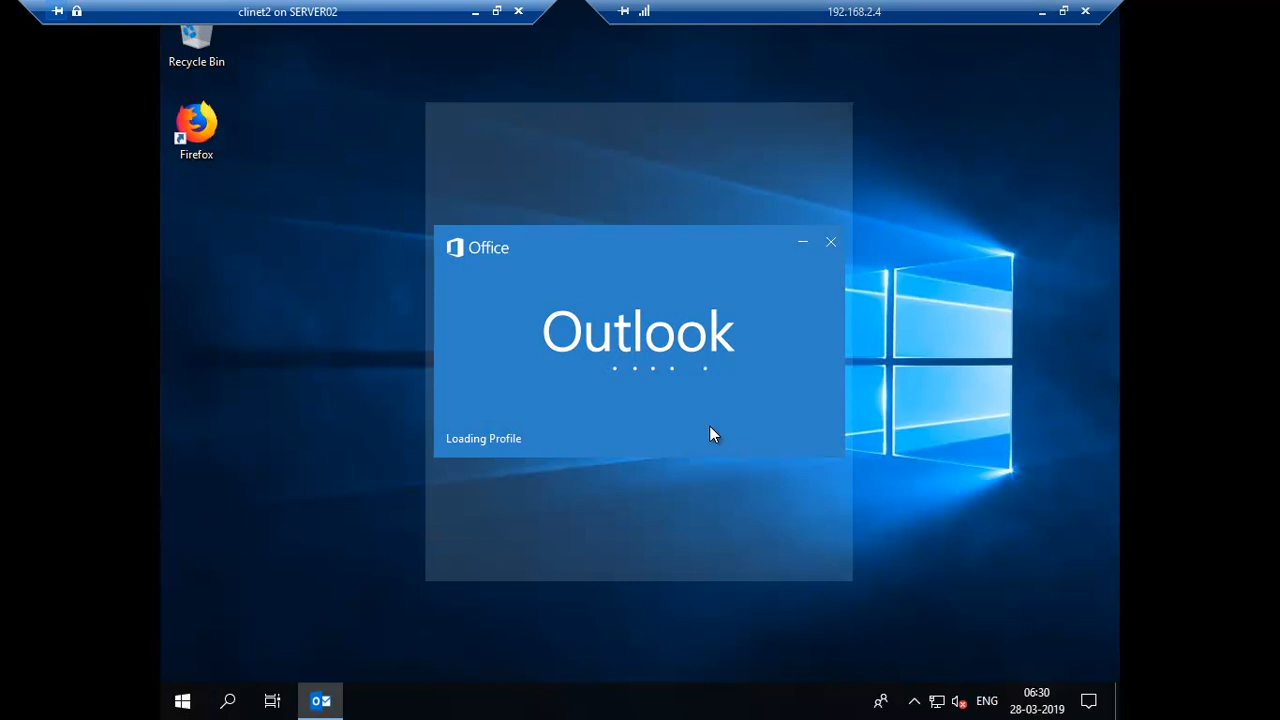 clinet2 on SERVER02
192.168.2.4
Recycle Bin
Firefox
Office
Outlook
Loading Profile
ENG
06:30
28-03-2019